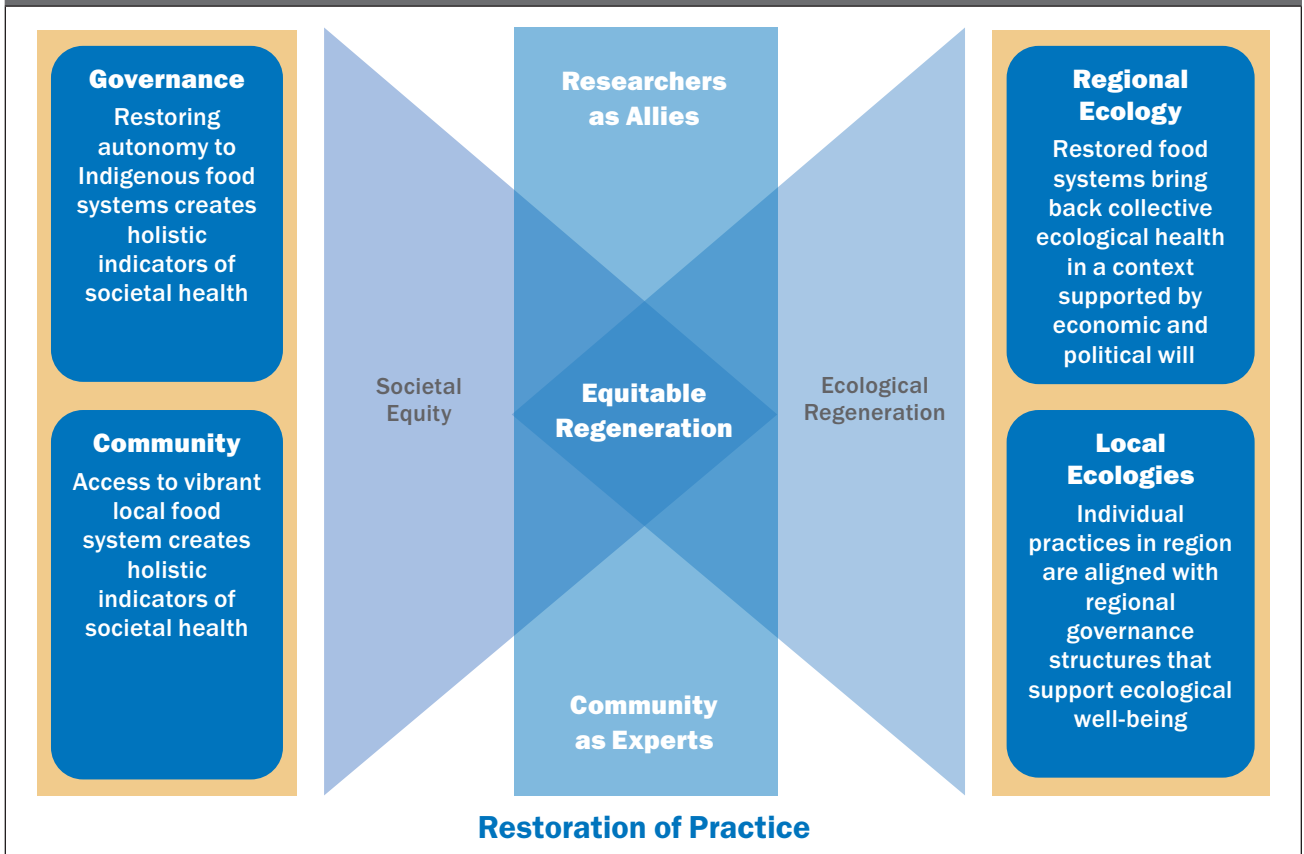 Governance
Restoring
autonomy to
Indigenous food
systems creates
holistic
indicators of
societal health
Community
Access to vibrant
local food
system creates
holistic
indicators of
societal health
Societal
Equity
Researchers
as Allies
Equitable
Regeneration
Community
as Experts
Ecological
Regeneration
Regional
Ecology
Restored food
systems bring
back collective
ecological health
in a context
supported by
economic and
political will
Local
Ecologies
Individual
practices in region
are aligned with
regional
governance
structures that
support ecological
well-being
Restoration of Practice